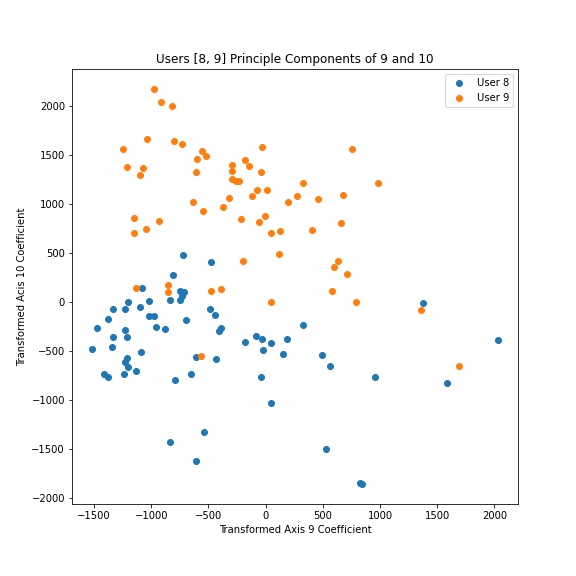 Users [8, 9] Principle Components of 9 and 10
User 8
User 9
2000
1500
1000
500
0
−500
−1000
−1500
−2000
Transformed Acis 10 Coefficient
−1500 −1000 −500 0 500 1000 1500 2000
Transformed Axis 9 Coefficient